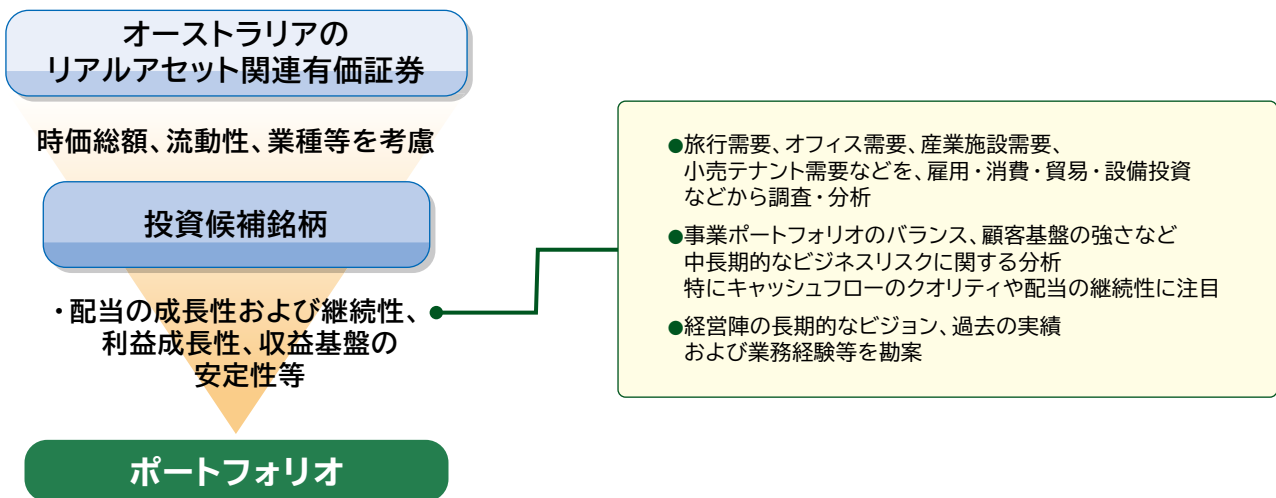 オーストラリアの
リアルアセット関連有価証券
時価総額、流動性、業種等を考慮
投資候補銘柄
・配当の成長性および継続性、
利益成長性、収益基盤の
安定性等
ポートフォリオ
●旅行需要、オフィス需要、産業施設需要、
小売テナント需要などを、雇用・消費・貿易・設備投資
などから調査・分析
●事業ポートフォリオのバランス、顧客基盤の強さなど
中長期的なビジネスリスクに関する分析
特にキャッシュフローのクオリティや配当の継続性に注目
●経営陣の長期的なビジョン、過去の実績
および業務経験等を勘案